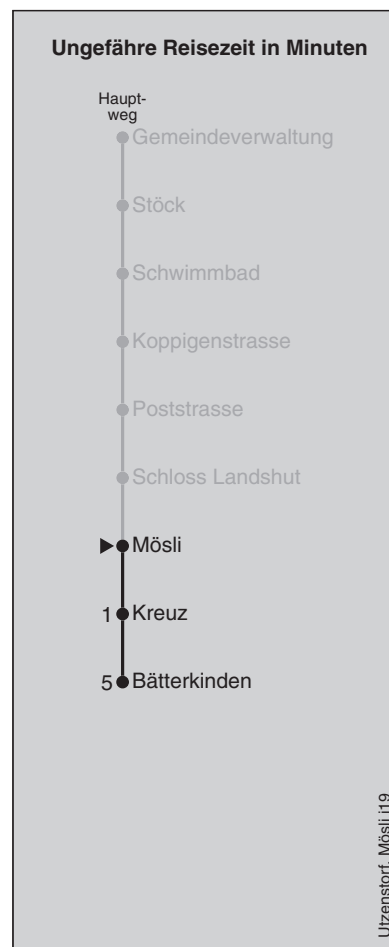 Ungefähre Reisezeit in Minuten
Haupt-
weg
Gemeindeverwaltung
Stöck
Schwimmbad
Koppigenstrasse
Poststrasse
Schloss Landshut
Mösli
1 Kreuz
5 Bätterkinden
Utzenstorf, Mösli j19